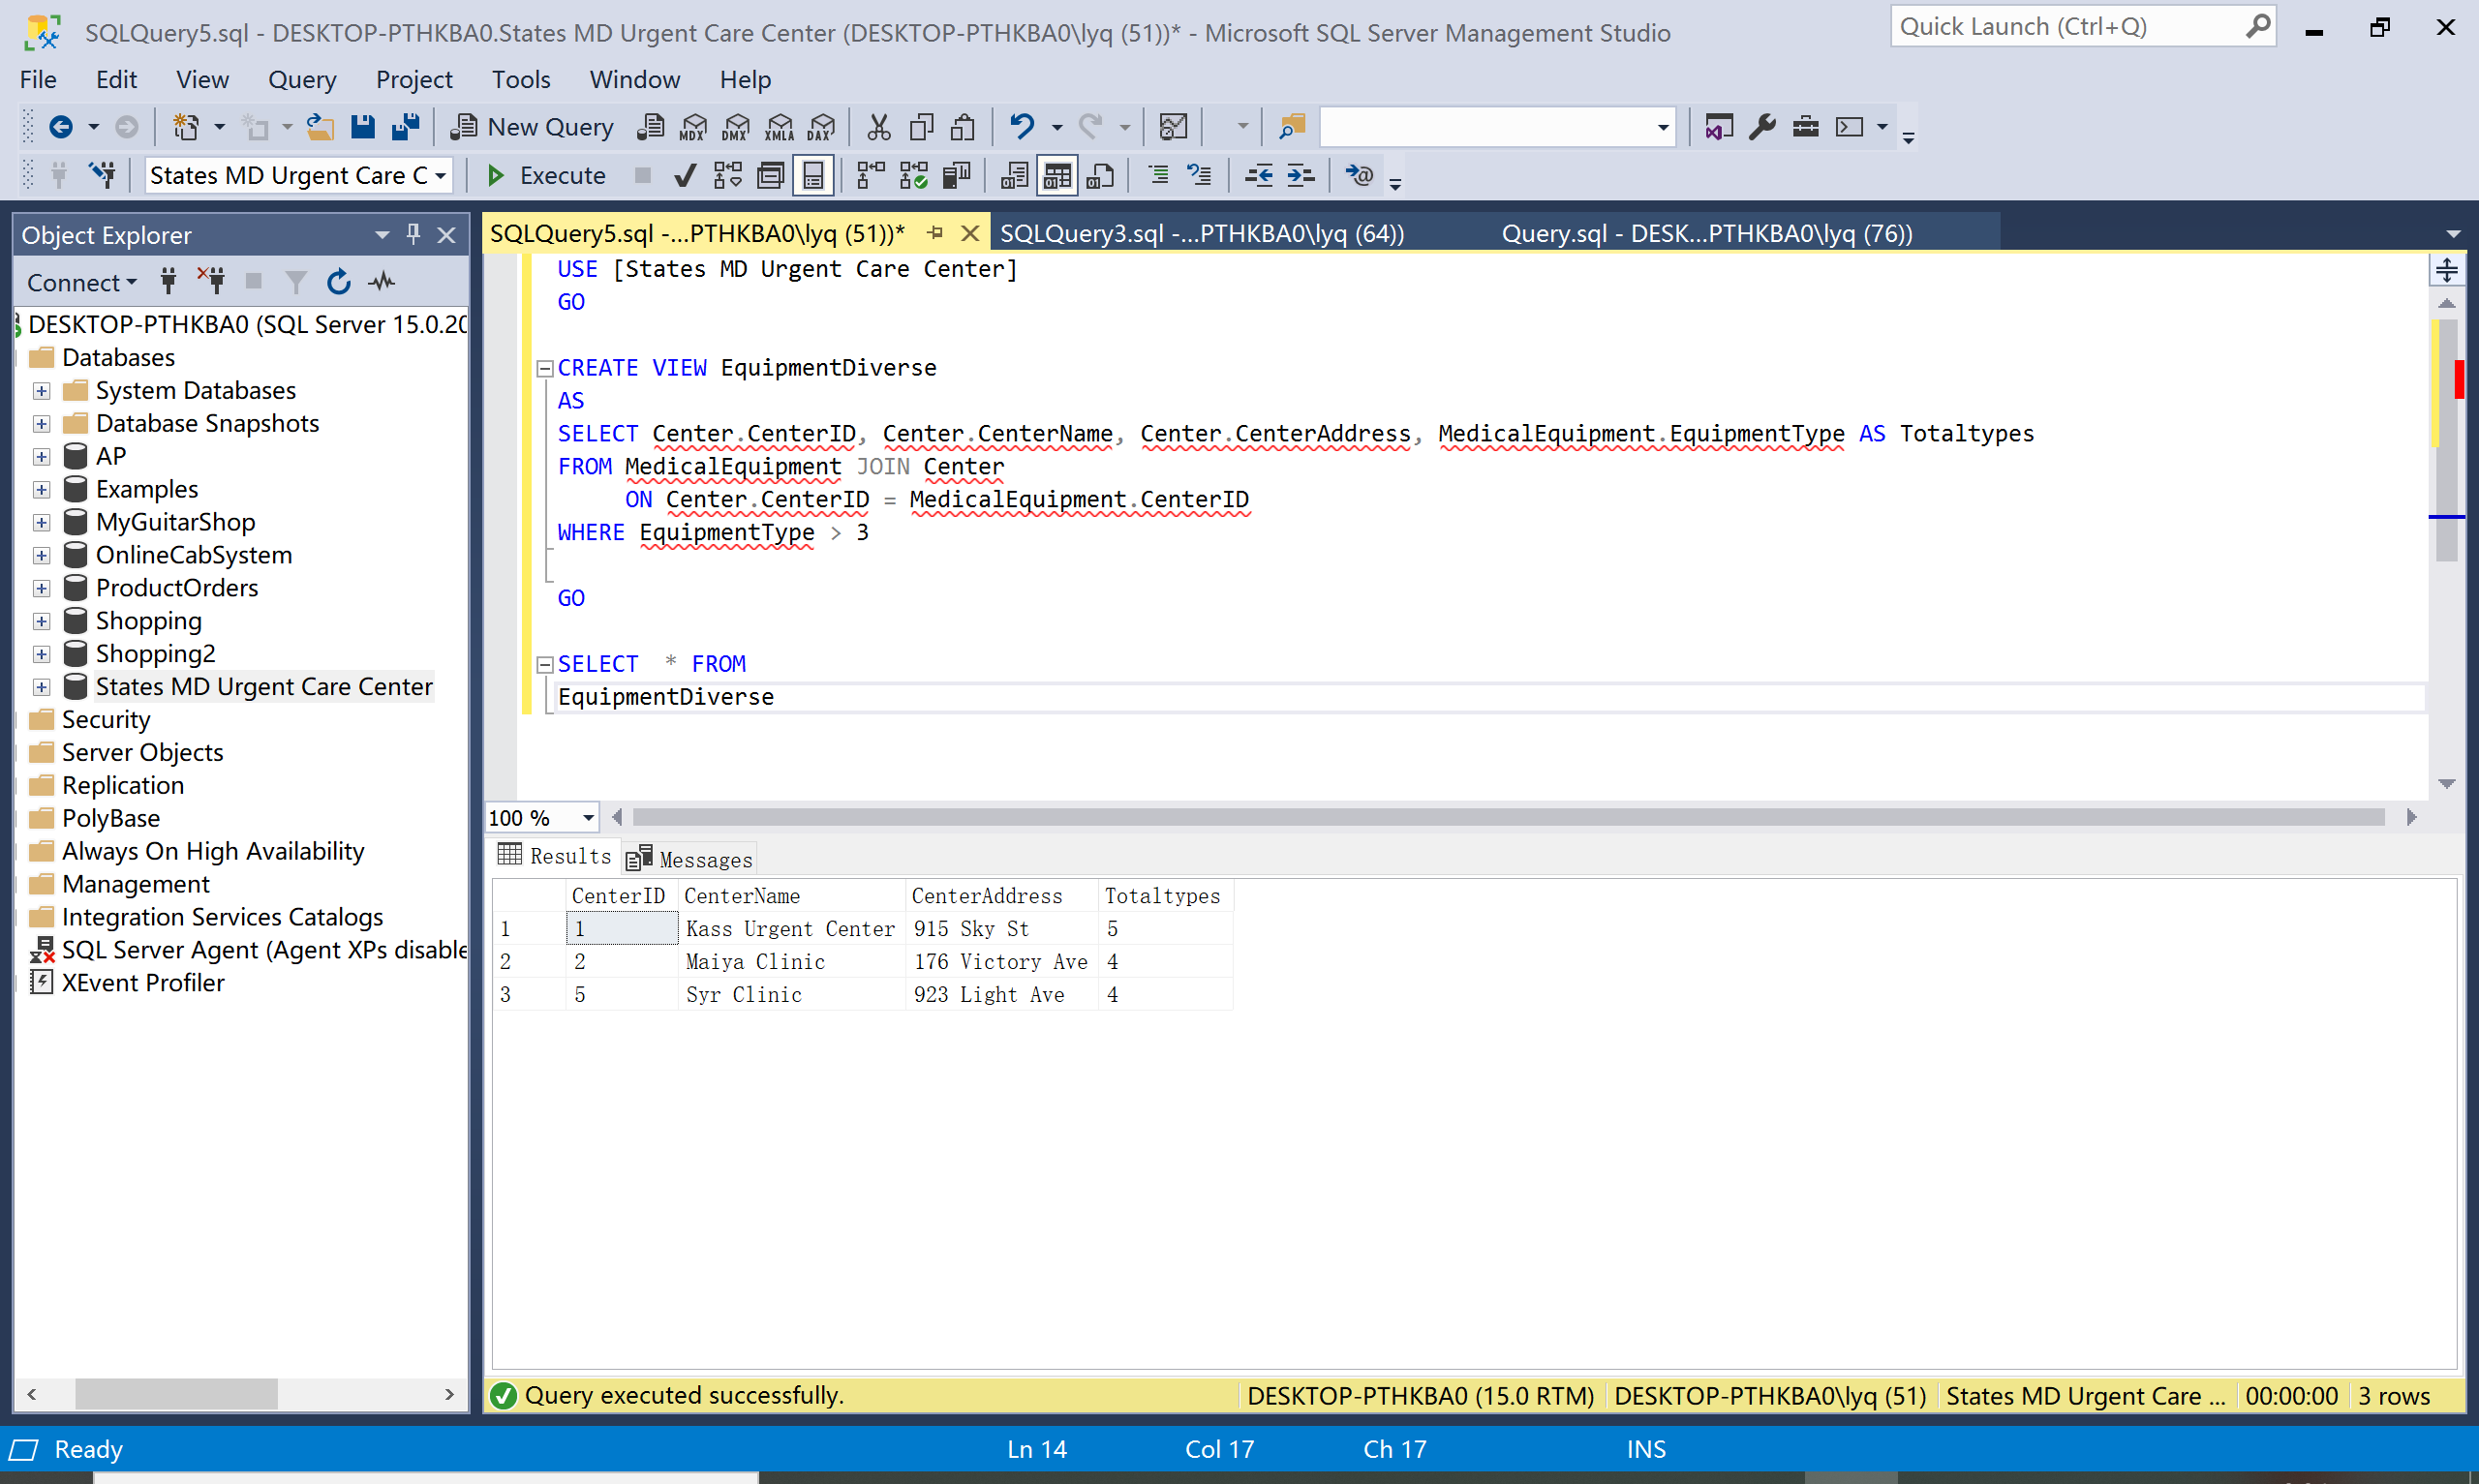 SQLQuery5.sql - DESKTOP-PTHKBA0.States MD Urgent Care Center (DESKTOP-PTHKBA0\lyq (51))* - Microsoft SQL Server Management Studio
Quick Launch (Ctrl+Q)
File Edit View Query Project Tools Window Help
New Query MDX DMX XMLA DAX
States MD Urgent Care C Execute
Object Explorer
Connect
DESKTOP-PTHKBA0 (SQL Server 15.0.20
Databases
System Databases
Database Snapshots
AP
Examples
MyGuitarShop
OnlineCabSystem
ProductOrders
Shopping
Shopping2
States MD Urgent Care Center
Security
Server Objects
Replication
PolyBase
Always On High Availability
Management
Integration Services Catalogs
SQL Server Agent (Agent XPs disable
XEvent Profiler
SQLQuery5.sql -...PTHKBA0\lyq (51))* SQLQuery3.sql -...PTHKBA0\lyq (64)) Query.sql - DESK...PTHKBA0\lyq (76))
USE [States MD Urgent Care Center]
GO
CREATE VIEW EquipmentDiverse
AS
SELECT Center.CenterID, Center.CenterName, Center.CenterAddress, MedicalEquipment.EquipmentType AS Totaltypes
FROM MedicalEquipment JOIN Center
ON Center.CenterID = MedicalEquipment.CenterID
WHERE EquipmentType > 3
GO
SELECT * FROM
EquipmentDiverse
100 %
Results Messages
CenterID CenterName CenterAddress Totaltypes
1 1 Kass Urgent Center 915 Sky St 5
2 2 Maiya Clinic 176 Victory Ave 4
3 5 Syr Clinic 923 Light Ave 4
Query executed successfully. DESKTOP-PTHKBA0 (15.0 RTM) DESKTOP-PTHKBA0\lyq (51) States MD Urgent Care ... 00:00:00 3 rows
Ready Ln 14 Col 17 Ch 17 INS